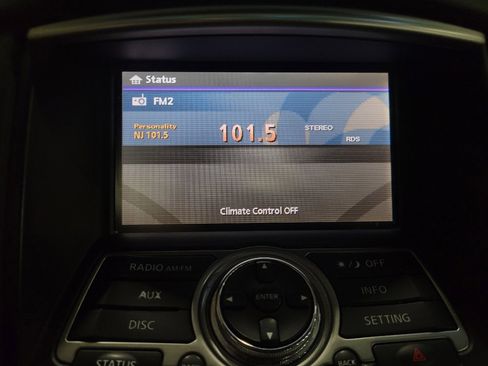 Status
FM2
Personality
NJ 101.5
101.5
STEREO
RDS
Climate Control OFF
RADIO AM/FM
OFF
AUX
ENTER
INFO
DISC
SETTING
STATUS
BACK